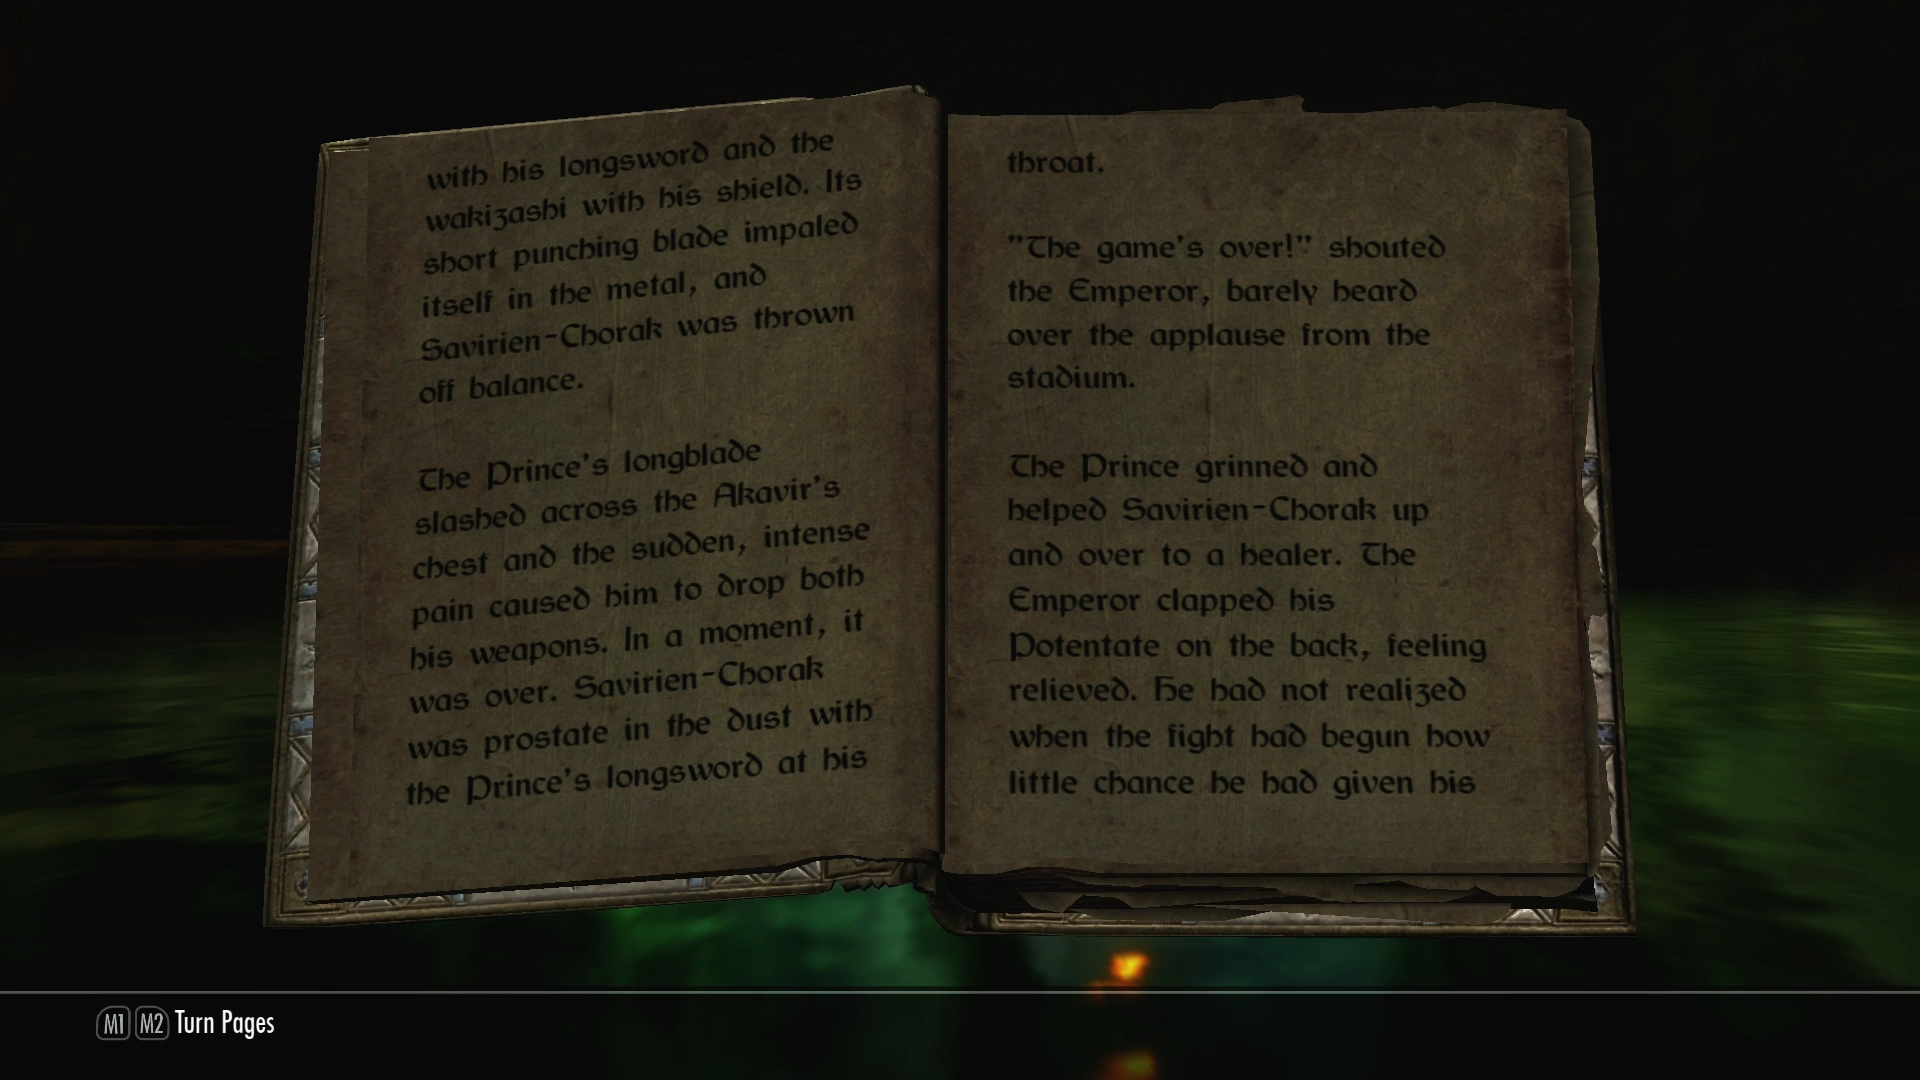 with his longsword and the
wakizashi with his shield. Its
short punching blade impaled
itself in the metal, and
Savirien-Chorak was thrown
off balance.
The Prince's longblade
slashed across the Akavir's
chest and the sudden, intense
pain caused him to drop both
his weapons. In a moment, it
was over. Savirien-Chorak
was prostate in the dust with
the Prince's longsword at his
throat.
"The game's over!" shouted
the Emperor, barely heard
over the applause from the
stadium.
The Prince grinned and
helped Savirien-Chorak up
and over to a healer. The
Emperor clapped his
Potentate on the back, feeling
relieved. He had not realized
when the fight had begun how
little chance he had given his
M1 M2 Turn Pages